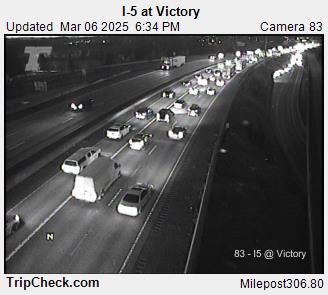 I-5 at Victory
Updated Mar 06 2025 6:34 PM Camera 83
T
N
83 - I5 @ Victory
TripCheck.com Milepost306.80